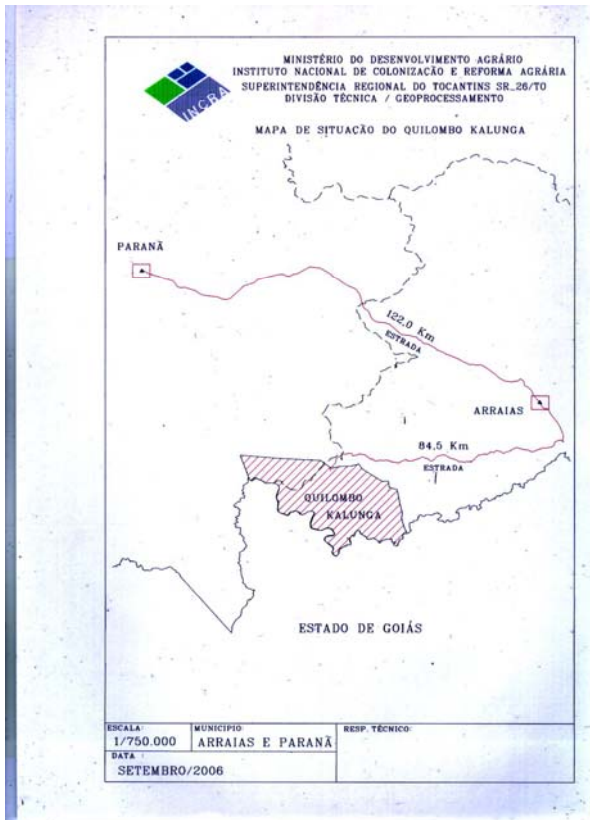 MINISTÉRIO DO DESENVOLVIMENTO AGRÁRIO
INSTITUTO NACIONAL DE COLONIZAÇÃO E REFORMA AGRÁRIA
SUPERINTENDÊNCIA REGIONAL DO TOCANTINS SR_26/TO
DIVISÃO TÉCNICA / GEOPROCESSAMENTO
INCRA
MAPA DE SITUAÇÃO DO QUILOMBO KALUNGA
PARANÃ
122,0 Km
ESTRADA
ARRAIAS
84,5 Km
ESTRADA
QUILOMBO
KALUNGA
ESTADO DE GOIÁS
ESCALA:
1/750.000
MUNICIPIO:
ARRAIAS E PARANÃ
RESP. TÉCNICO:
DATA :
SETEMBRO/2006